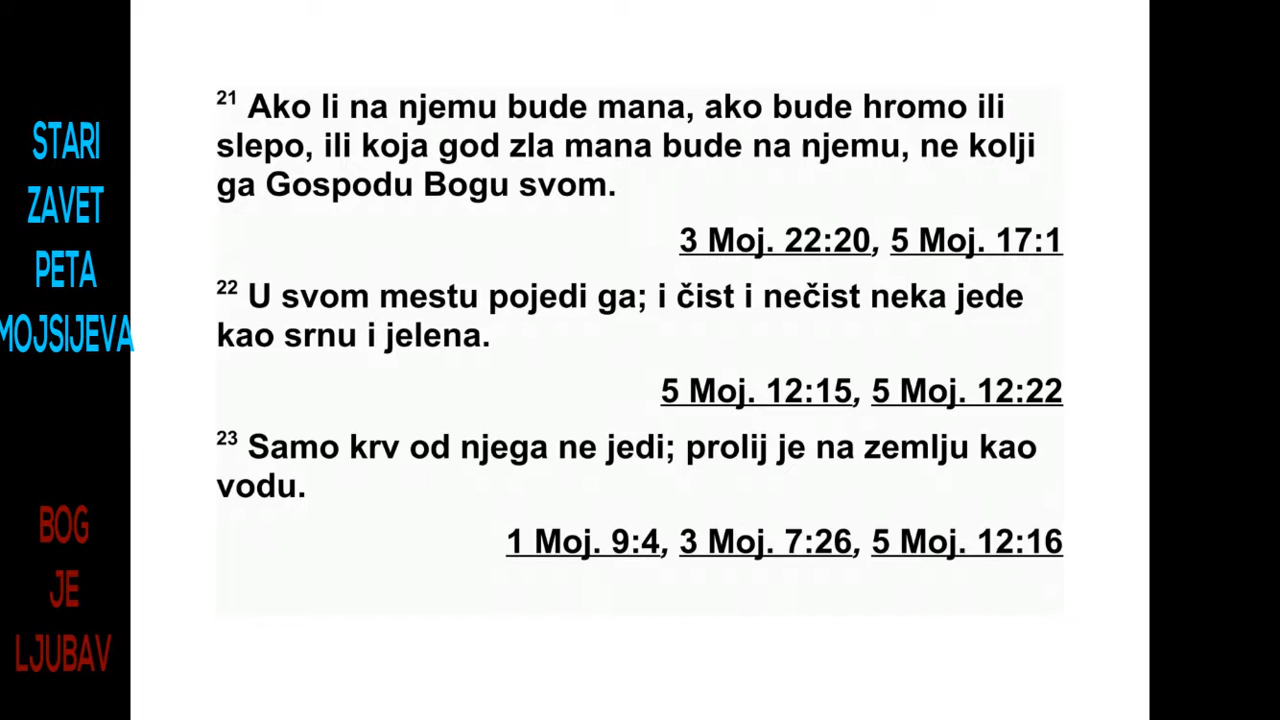 STARI
ZAVET
PETA
MOJSIJEVA
BOG
JE
LJUBAV
21 Ako li na njemu bude mana, ako bude hromo ili
slepo, ili koja god zla mana bude na njemu, ne kolji
ga Gospodu Bogu svom.
3 Moj. 22:20, 5 Moj. 17:1
22 U svom mestu pojedi ga; i čist i nečist neka jede
kao srnu i jelena.
5 Moj. 12:15, 5 Moj. 12:22
23 Samo krv od njega ne jedi; prolij je na zemlju kao
vodu.
1 Moj. 9:4, 3 Moj. 7:26, 5 Moj. 12:16